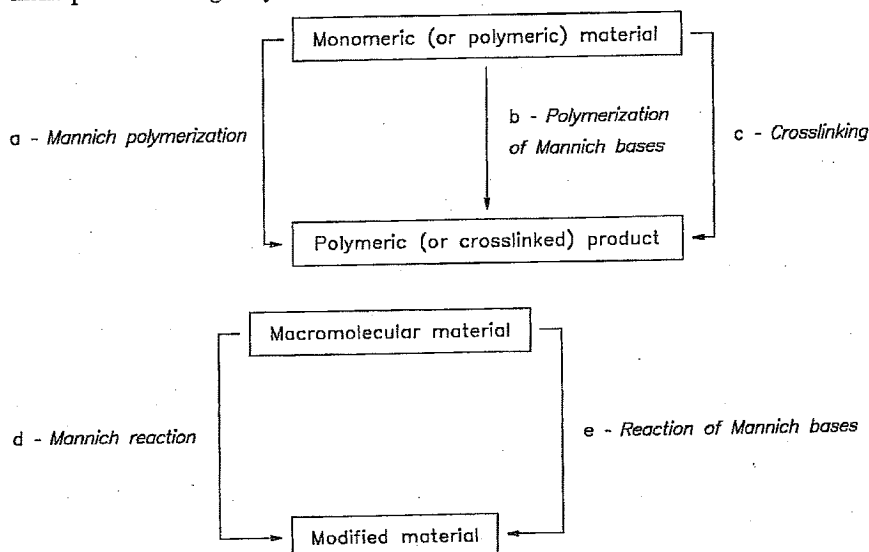 Monomeric (or polymeric) material
a - Mannich polymerization
b - Polymerization
of Mannich bases
c - Crosslinking
Polymeric (or crosslinked) product
Macromolecular material
d - Mannich reaction
e - Reaction of Mannich bases
Modified material